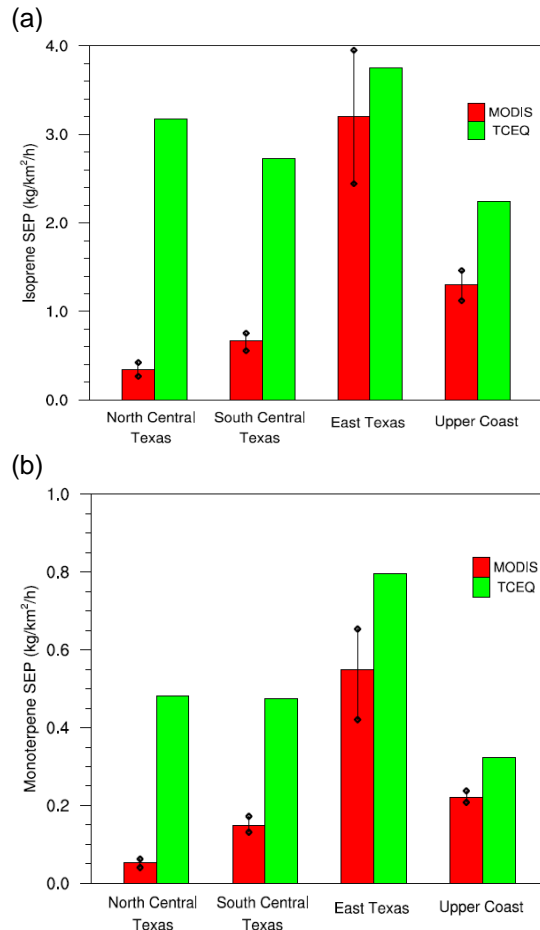 (a)
Isoprene SEP (kg/km²/h)
4.0
3.0
2.0
1.0
0.0
MODIS
TCEQ
North Central
Texas
South Central
Texas
East Texas
Upper Coast
(b)
Monoterpene SEP (kg/km²/h)
1.0
0.8
0.6
0.4
0.2
0.0
MODIS
TCEQ
North Central
Texas
South Central
Texas
East Texas
Upper Coast